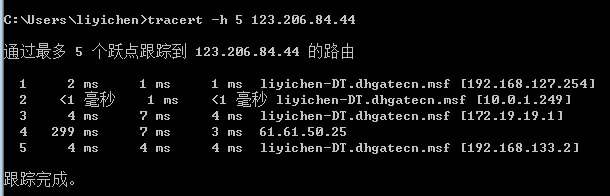 C:\Users\liyichen>tracert -h 5 123.206.84.44
通过最多 5 个跃点跟踪到 123.206.84.44 的路由
1 2 ms 1 ms 1 ms liyichen-DT.dhgatecn.msf [192.168.127.254]
2 <1 毫秒 1 ms <1 毫秒 liyichen-DT.dhgatecn.msf [10.0.1.249]
3 4 ms 7 ms 4 ms liyichen-DT.dhgatecn.msf [172.19.19.1]
4 299 ms 7 ms 3 ms 61.61.50.25
5 4 ms 4 ms 4 ms liyichen-DT.dhgatecn.msf [192.168.133.2]
跟踪完成。